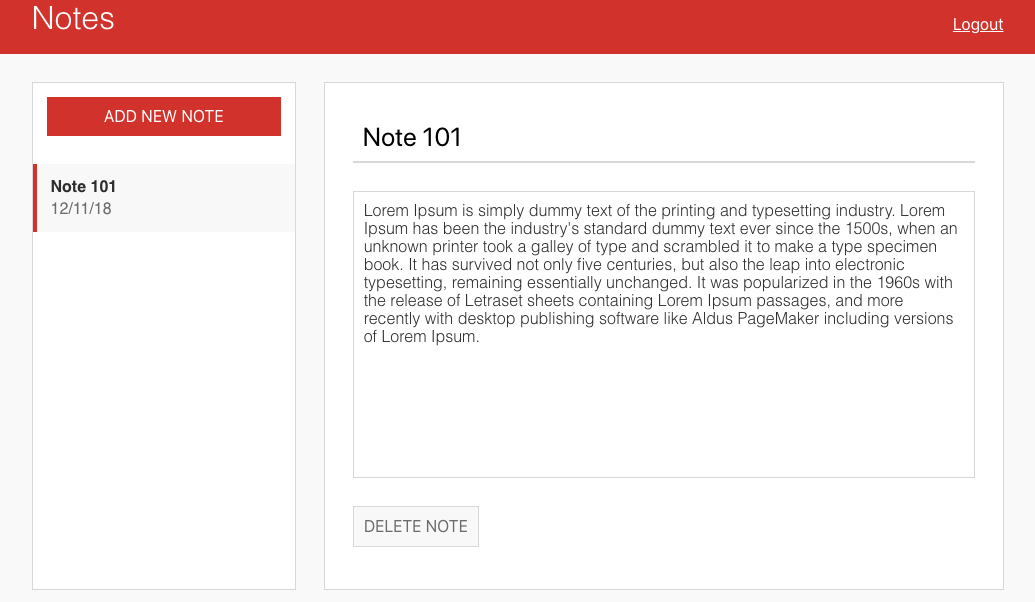 Notes
Logout
ADD NEW NOTE
Note 101
12/11/18
Note 101
Lorem Ipsum is simply dummy text of the printing and typesetting industry. Lorem
Ipsum has been the industry's standard dummy text ever since the 1500s, when an
unknown printer took a galley of type and scrambled it to make a type specimen
book. It has survived not only five centuries, but also the leap into electronic
typesetting, remaining essentially unchanged. It was popularized in the 1960s with
the release of Letraset sheets containing Lorem Ipsum passages, and more
recently with desktop publishing software like Aldus PageMaker including versions
of Lorem Ipsum.
DELETE NOTE